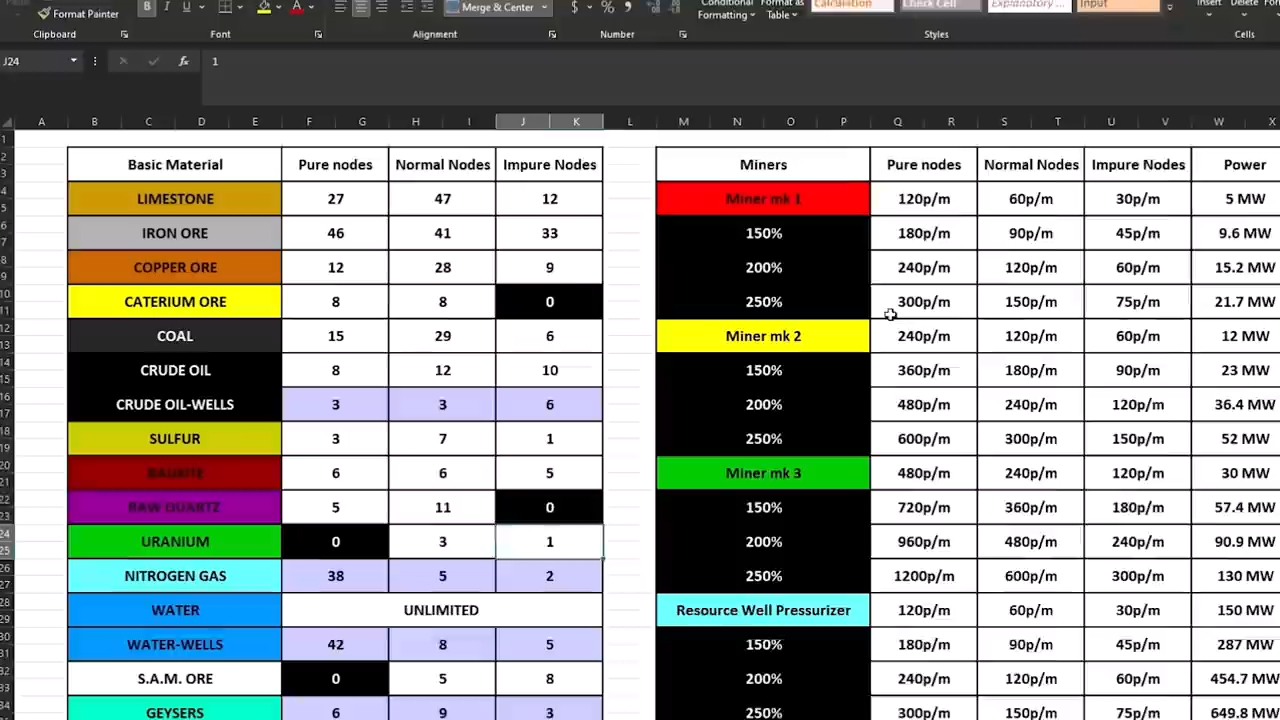 Format Painter B I U A Merge & Center $ % 9 Conditional Formatting Format as Table Calculation Check Cell Explanatory ... Input Insert Delete
Clipboard Font Alignment Number Styles Cells
J24 fx 1
A B C D E F G H I J K L M N O P Q R S T U V W X
Basic Material Pure nodes Normal Nodes Impure Nodes Miners Pure nodes Normal Nodes Impure Nodes Power
LIMESTONE 27 47 12 Miner mk 1 120p/m 60p/m 30p/m 5 MW
IRON ORE 46 41 33 150% 180p/m 90p/m 45p/m 9.6 MW
COPPER ORE 12 28 9 200% 240p/m 120p/m 60p/m 15.2 MW
CATERIUM ORE 8 8 0 250% 300p/m 150p/m 75p/m 21.7 MW
COAL 15 29 6 Miner mk 2 240p/m 120p/m 60p/m 12 MW
CRUDE OIL 8 12 10 150% 360p/m 180p/m 90p/m 23 MW
CRUDE OIL-WELLS 3 3 6 200% 480p/m 240p/m 120p/m 36.4 MW
SULFUR 3 7 1 250% 600p/m 300p/m 150p/m 52 MW
BAUXITE 6 6 5 Miner mk 3 480p/m 240p/m 120p/m 30 MW
RAW QUARTZ 5 11 0 150% 720p/m 360p/m 180p/m 57.4 MW
URANIUM 0 3 1 200% 960p/m 480p/m 240p/m 90.9 MW
NITROGEN GAS 38 5 2 250% 1200p/m 600p/m 300p/m 130 MW
WATER UNLIMITED Resource Well Pressurizer 120p/m 60p/m 30p/m 150 MW
WATER-WELLS 42 8 5 150% 180p/m 90p/m 45p/m 287 MW
S.A.M. ORE 0 5 8 200% 240p/m 120p/m 60p/m 454.7 MW
GEYSERS 6 9 3 250% 300p/m 150p/m 75p/m 649.8 MW